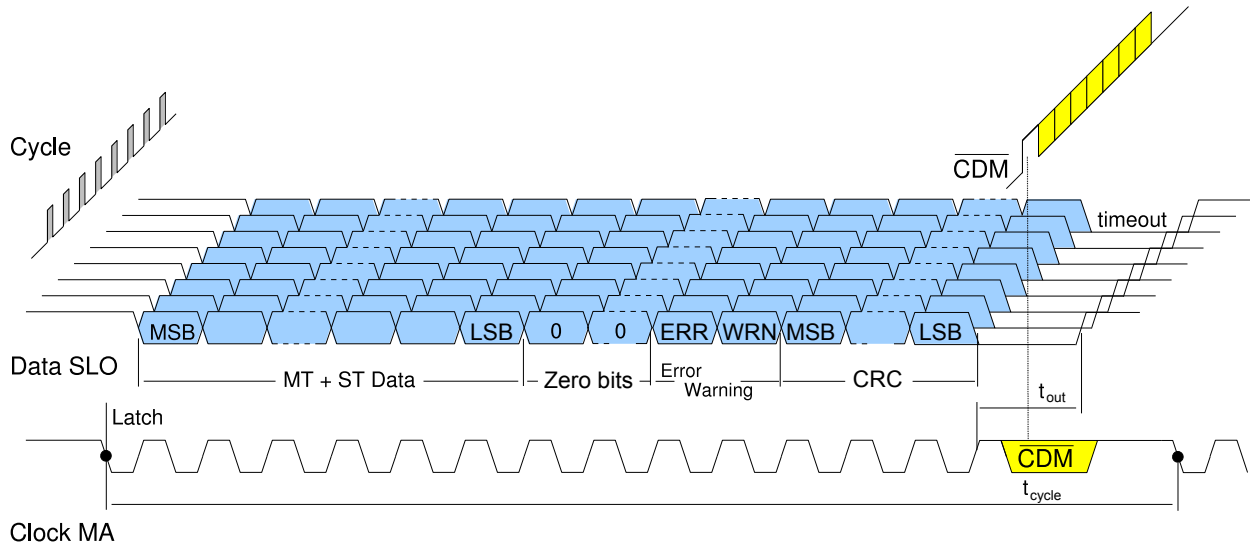 Cycle
CDM
timeout
MSB LSB 0 0 ERR WRN MSB LSB
Data SLO
MT + ST Data
Zero bits
Error
Warning
CRC
tout
Latch
CDM
tcycle
Clock MA